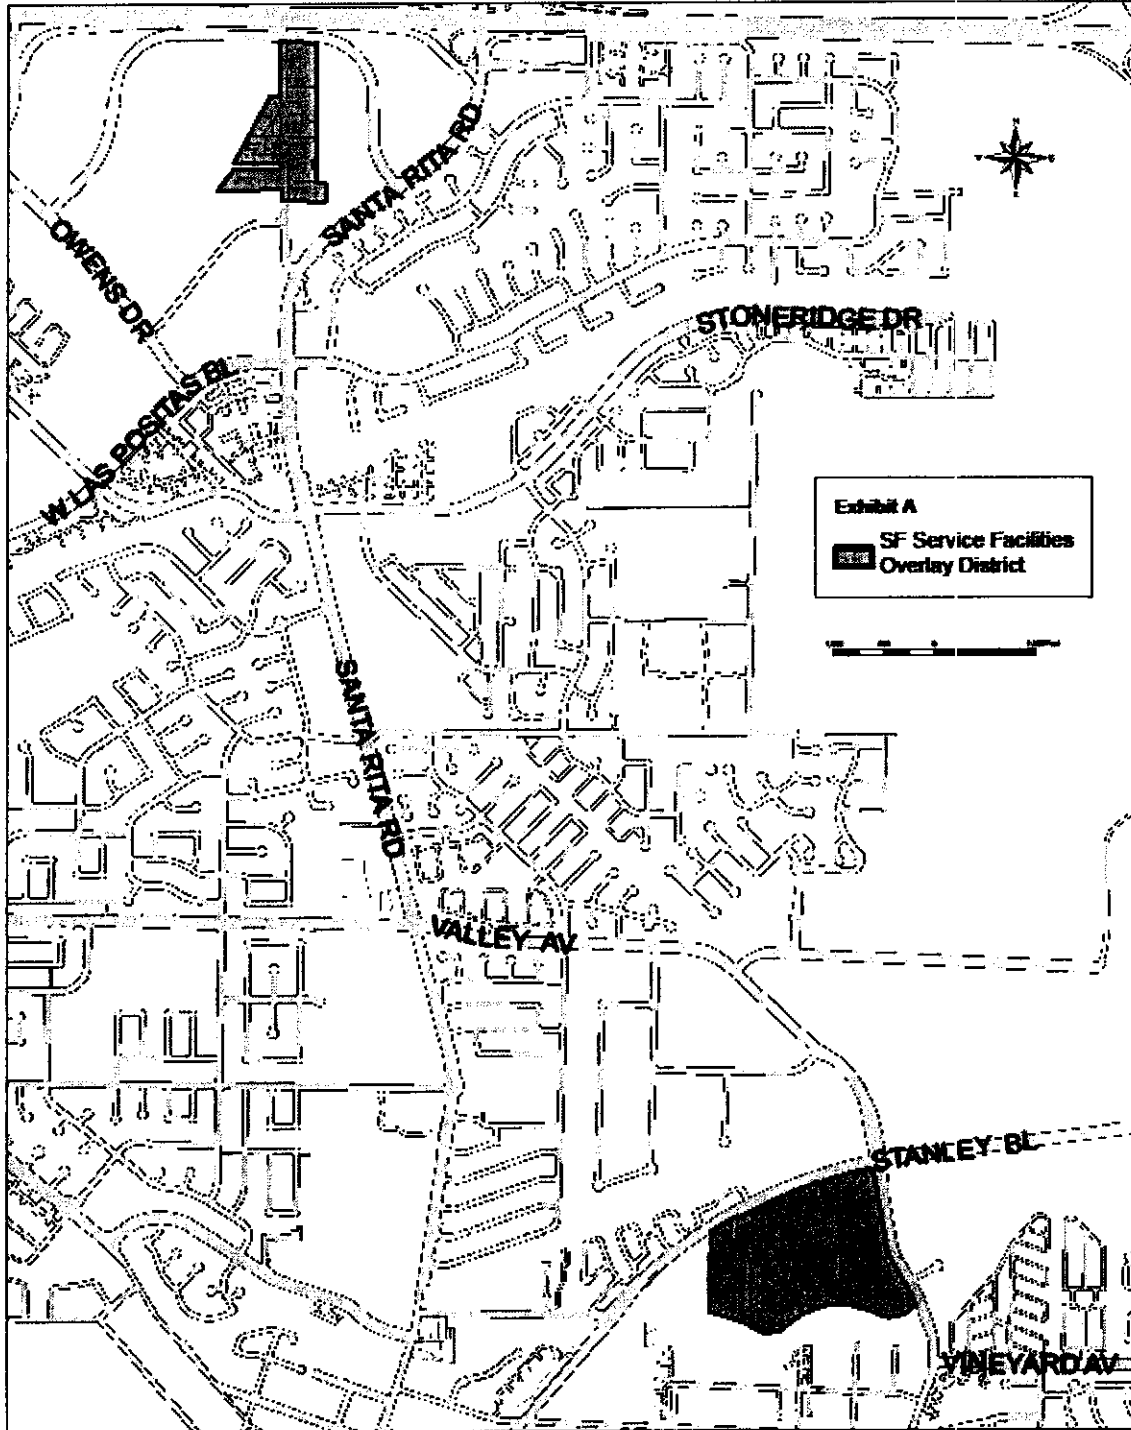 SANTA RITA RD
OWENS DR
STONERIDGE DR
W LAS POSITAS BL
Exhibit A
SF Service Facilities
Overlay District
SANTA RITA RD
VALLEY AV
STANLEY BL
VINEYARD AV